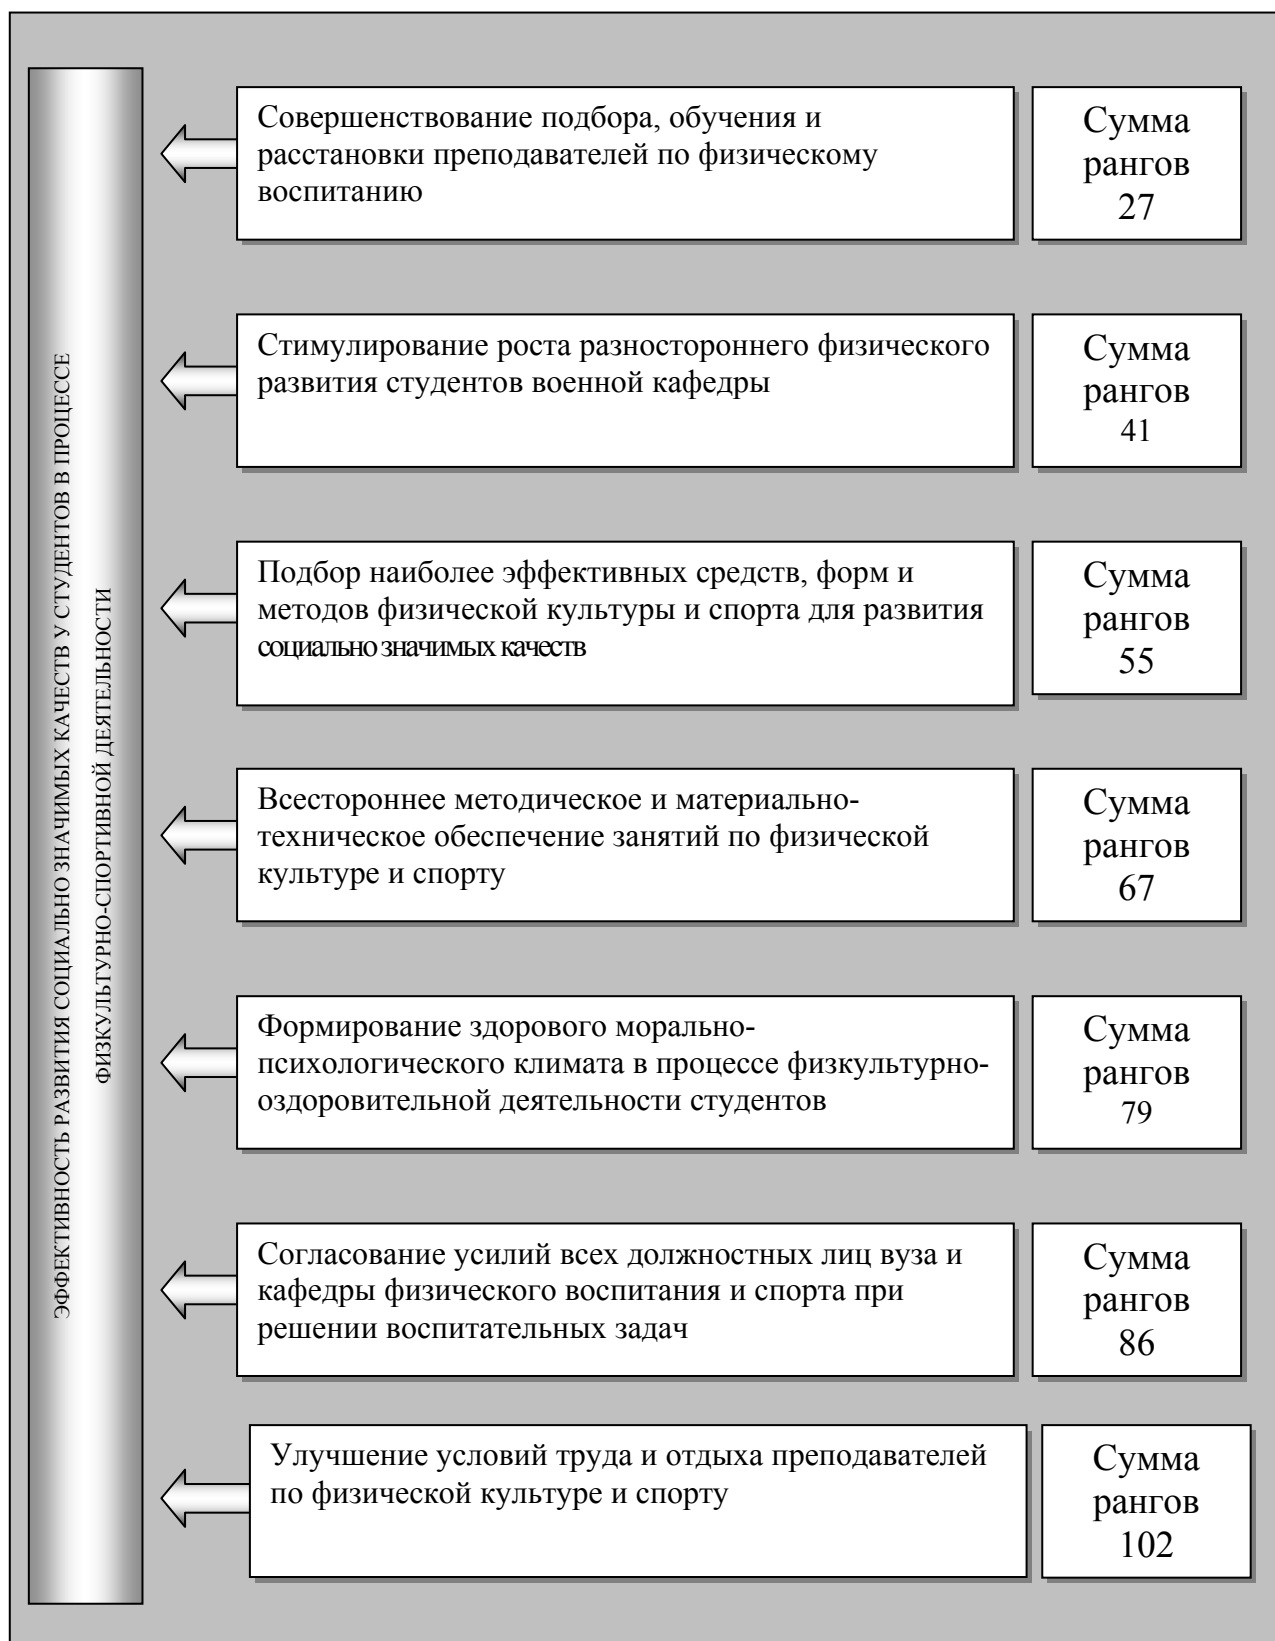 ЭФФЕКТИВНОСТЬ РАЗВИТИЯ СОЦИАЛЬНО ЗНАЧИМЫХ КАЧЕСТВ У СТУДЕНТОВ В ПРОЦЕССЕ
ФИЗКУЛЬТУРНО-СПОРТИВНОЙ ДЕЯТЕЛЬНОСТИ
Совершенствование подбора, обучения и
расстановки преподавателей по физическому
воспитанию
Сумма
рангов
27
Стимулирование роста разностороннего физического
развития студентов военной кафедры
Сумма
рангов
41
Подбор наиболее эффективных средств, форм и
методов физической культуры и спорта для развития
социально значимых качеств
Сумма
рангов
55
Всестороннее методическое и материально-
техническое обеспечение занятий по физической
культуре и спорту
Сумма
рангов
67
Формирование здорового морально-
психологического климата в процессе физкультурно-
оздоровительной деятельности студентов
Сумма
рангов
79
Согласование усилий всех должностных лиц вуза и
кафедры физического воспитания и спорта при
решении воспитательных задач
Сумма
рангов
86
Улучшение условий труда и отдыха преподавателей
по физической культуре и спорту
Сумма
рангов
102